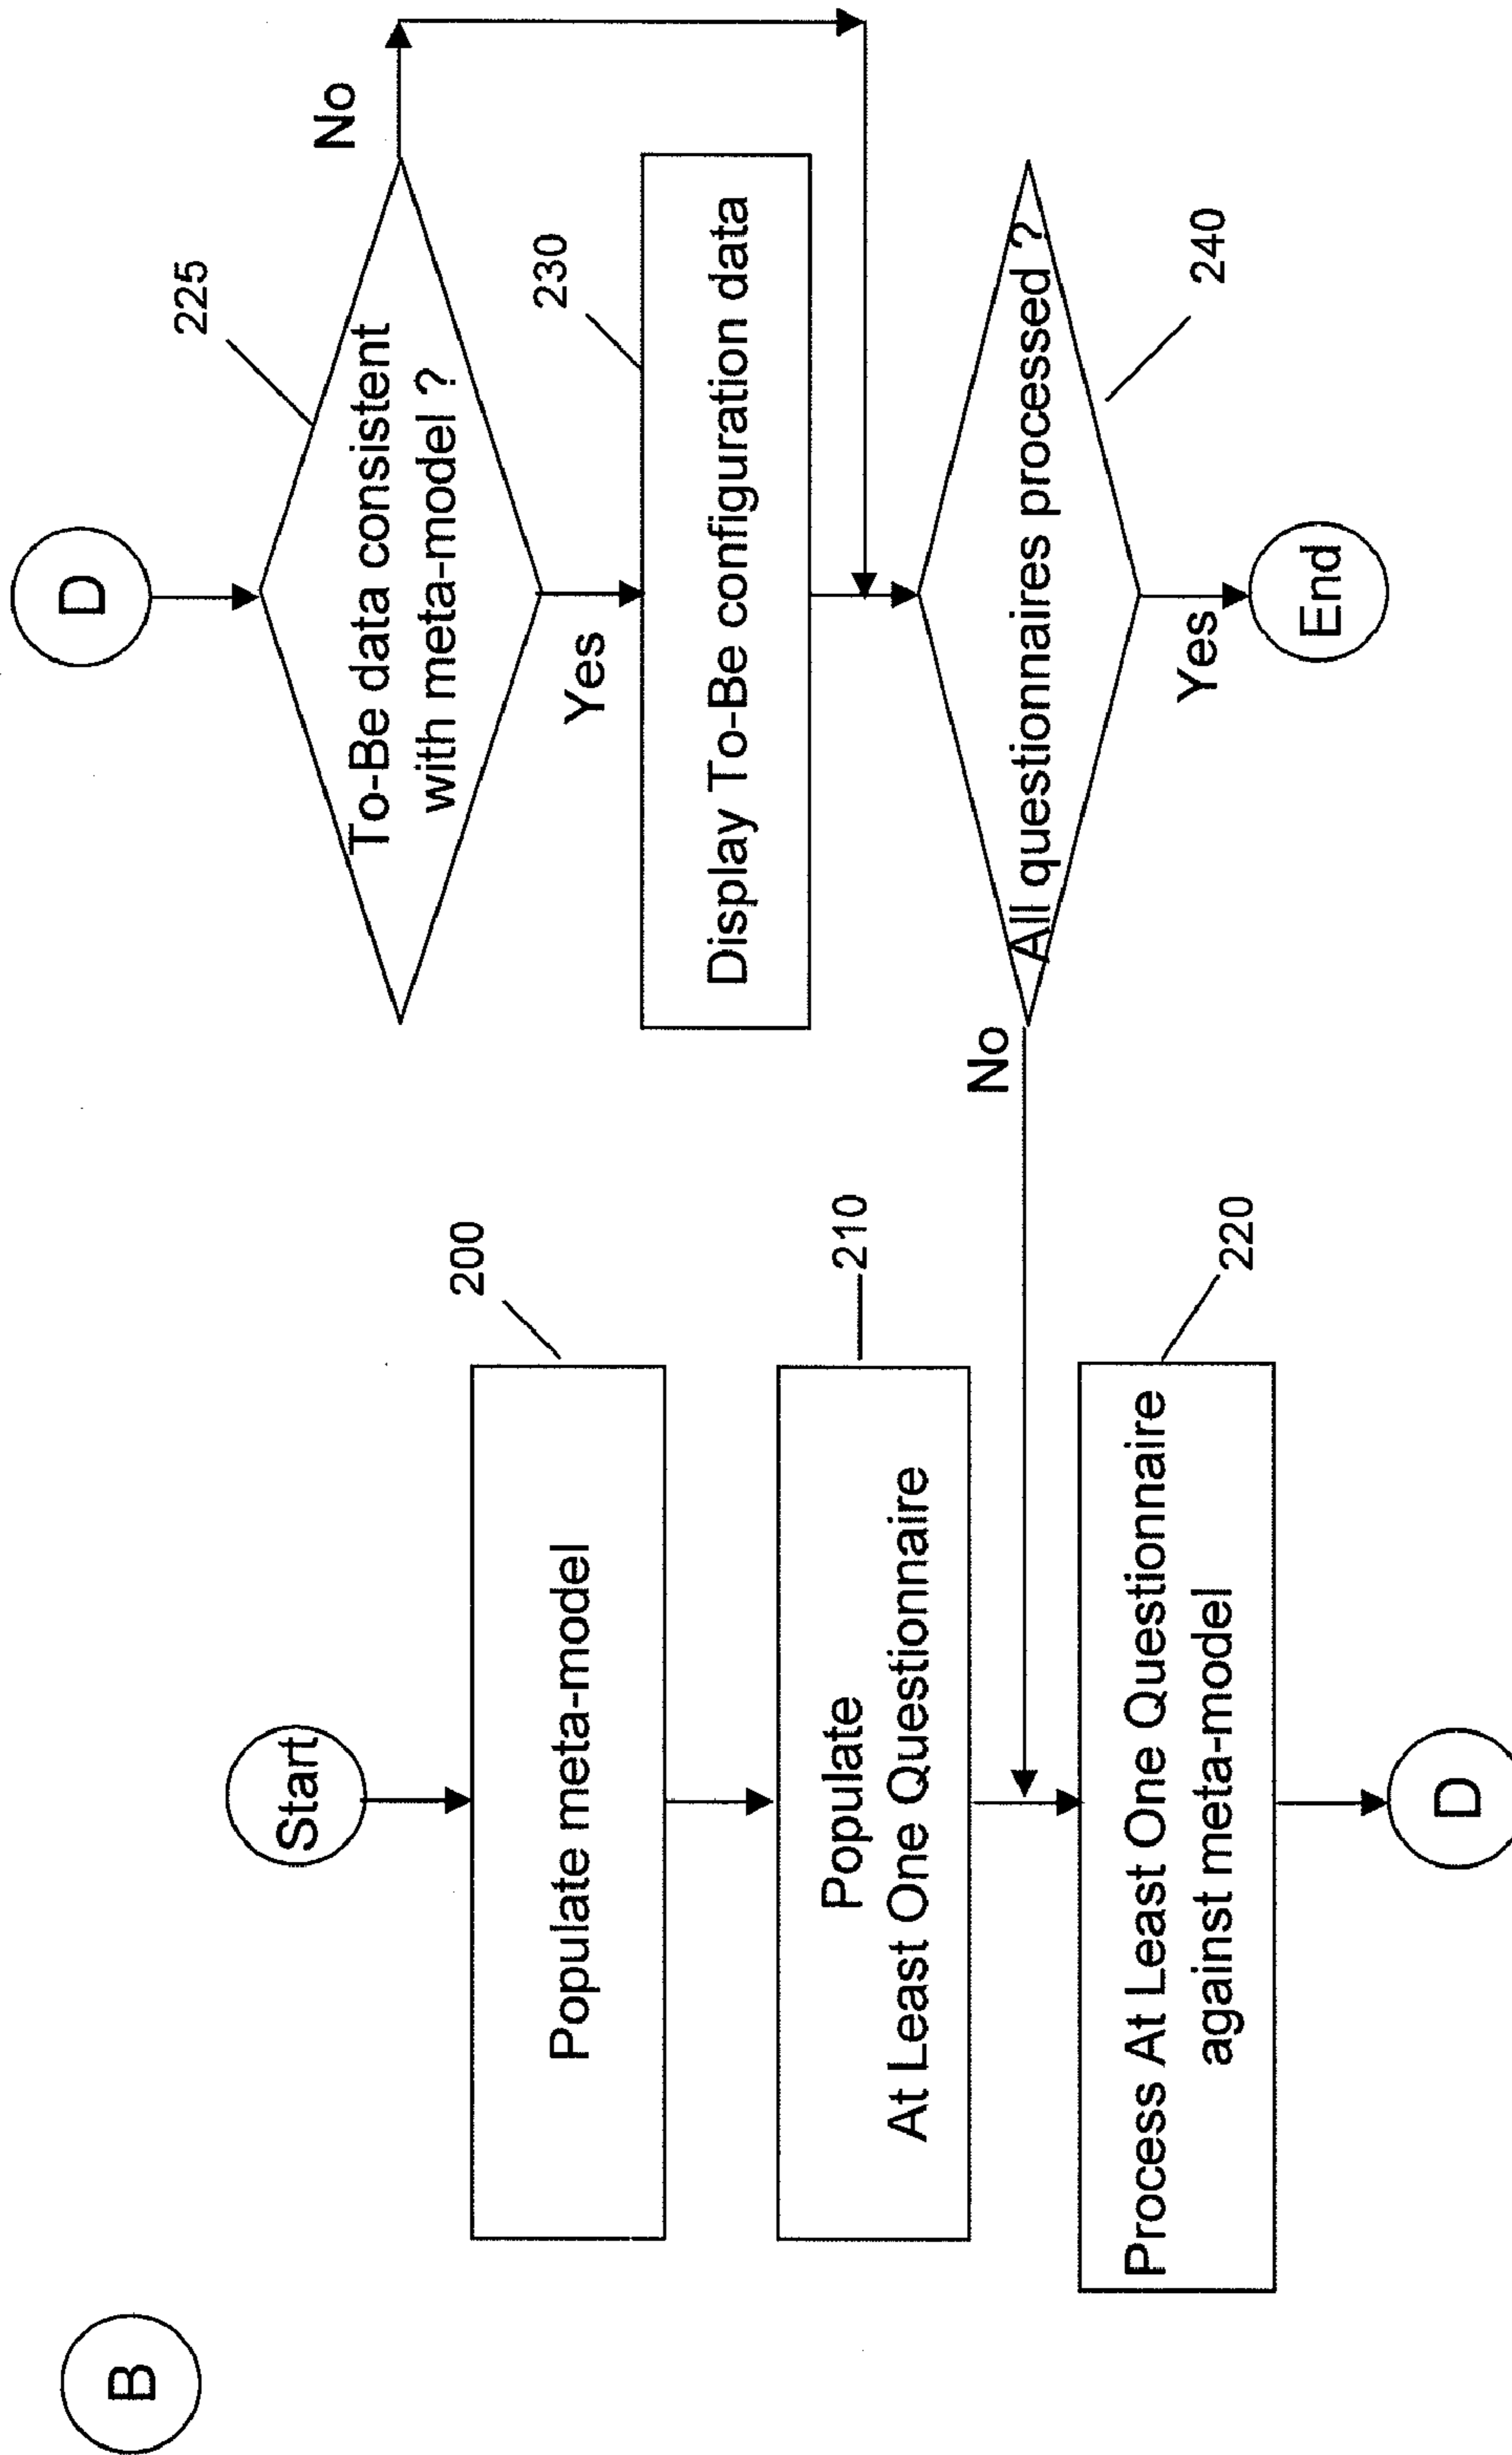 B
Start
200
Populate meta-model
210
Populate
At Least One Questionnaire
220
Process At Least One Questionnaire
against meta-model
D
D
225
To-Be data consistent
with meta-model ?
No
Yes
230
Display To-Be configuration data
All questionnaires processed ?
No
240
Yes
End